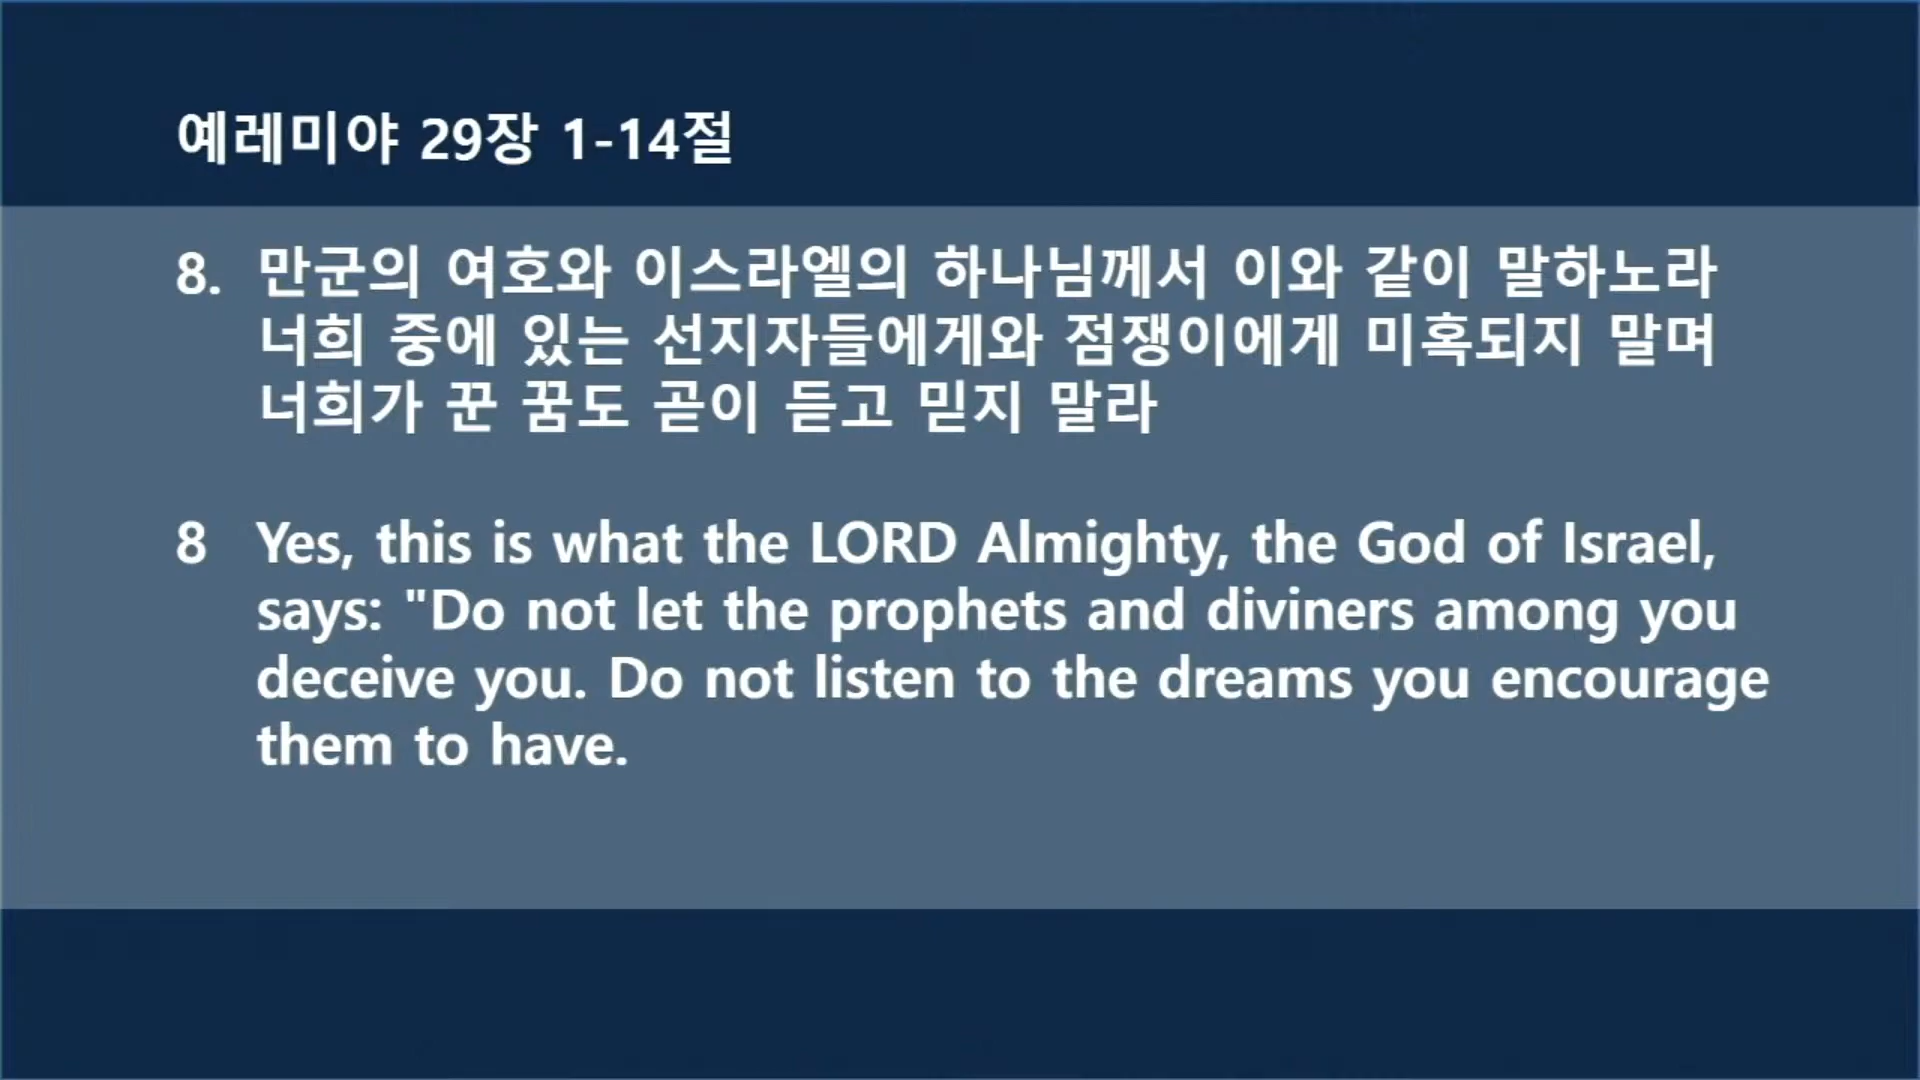 예레미야 29장 1-14절
8. 만군의 여호와 이스라엘의 하나님께서 이와 같이 말하노라
너희 중에 있는 선지자들에게와 점쟁이에게 미혹되지 말며
너희가 꾼 꿈도 곧이 듣고 믿지 말라
8 Yes, this is what the LORD Almighty, the God of Israel,
says: "Do not let the prophets and diviners among you
deceive you. Do not listen to the dreams you encourage
them to have.